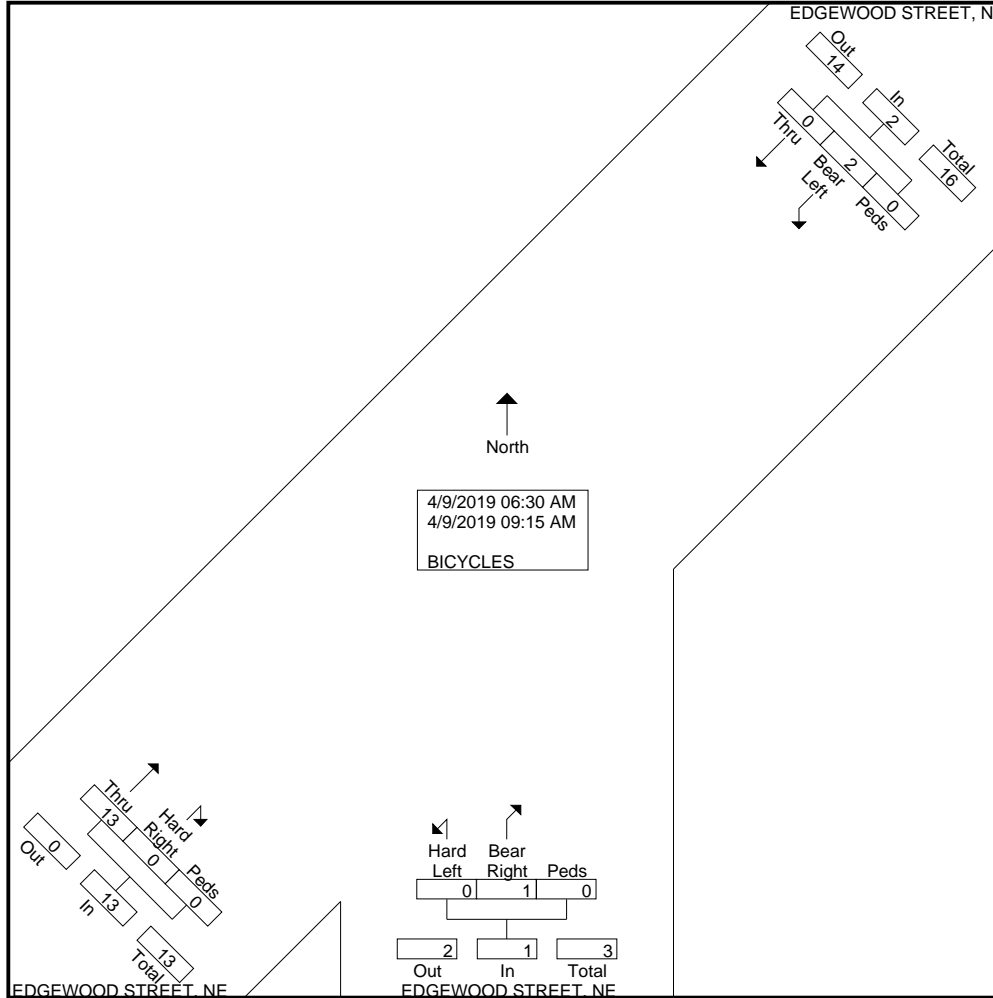 EDGEWOOD STREET, N
Out
14
In
2
Total
16
0
2
0
Thru
Bear
Left
Peds
North
4/9/2019 06:30 AM
4/9/2019 09:15 AM
BICYCLES
Thru
Hard
Right
Peds
13
0
0
0
Out
13
In
13
Total
EDGEWOOD STREET, NE
Hard Bear
Left Right Peds
0 1 0
2 1 3
Out In Total
EDGEWOOD STREET, NE